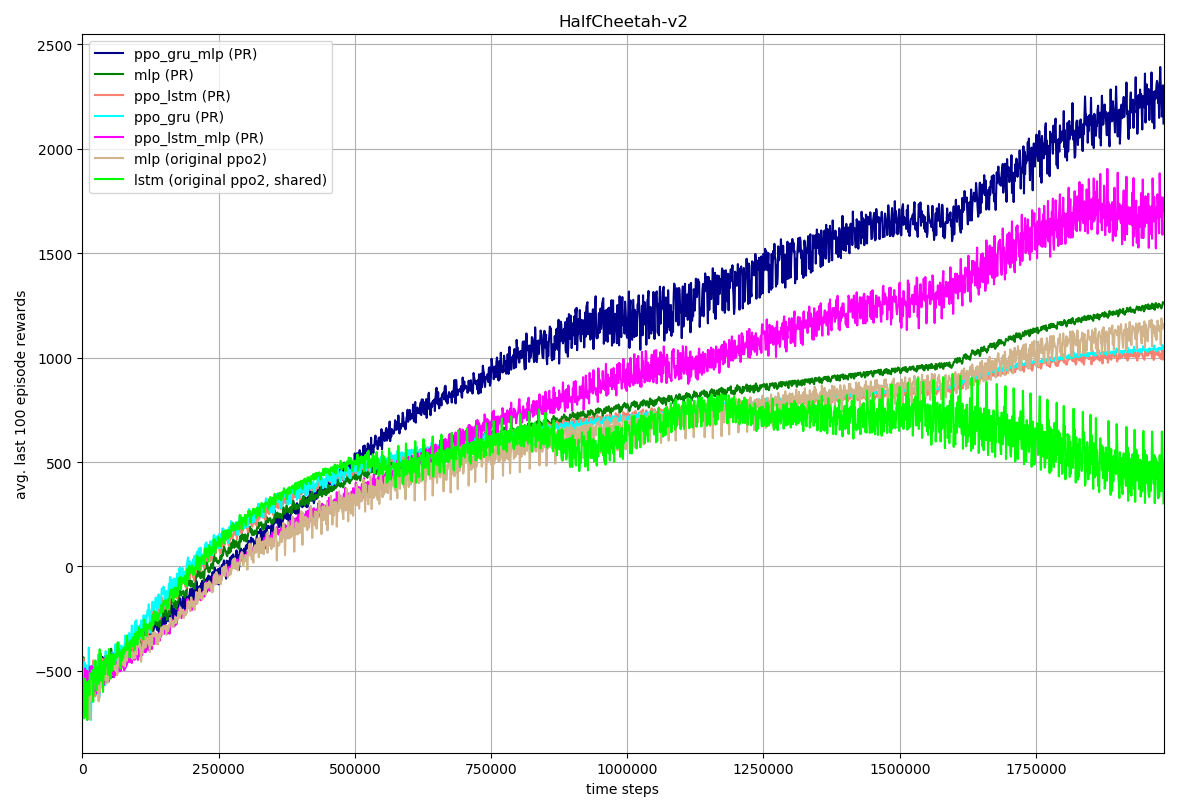 HalfCheetah-v2
ppo_gru_mlp (PR)
mlp (PR)
ppo_lstm (PR)
ppo_gru (PR)
ppo_lstm_mlp (PR)
mlp (original ppo2)
lstm (original ppo2, shared)
2500
2000
1500
1000
500
0
−500
avg. last 100 episode rewards
0 250000 500000 750000 1000000 1250000 1500000 1750000
time steps